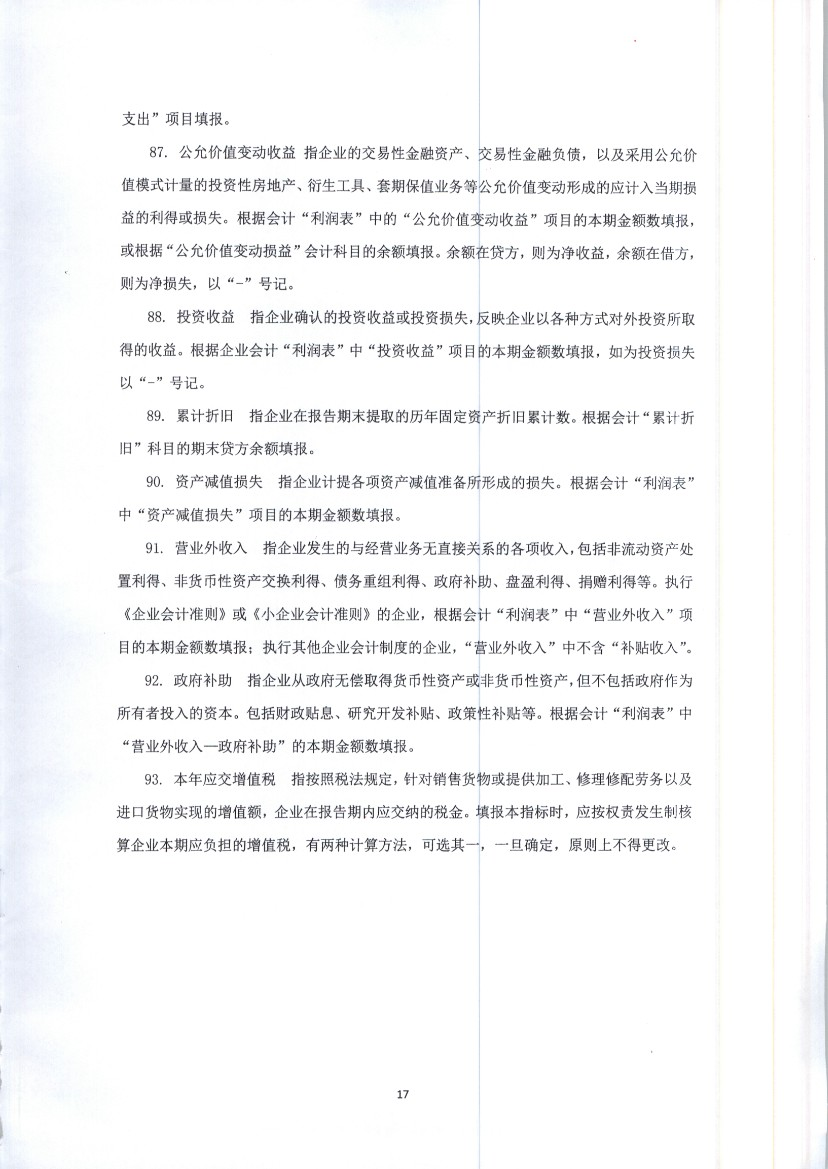 支出”项目填报。
87. 公允价值变动收益 指企业的交易性金融资产、交易性金融负债，以及采用公允价
值模式计量的投资性房地产、衍生工具、套期保值业务等公允价值变动形成的应计入当期损
益的利得或损失。根据会计“利润表”中的“公允价值变动收益”项目的本期金额数填报，
或根据“公允价值变动损益”会计科目的余额填报。余额在贷方，则为净收益，余额在借方，
则为净损失，以“-”号记。
88. 投资收益　指企业确认的投资收益或投资损失，反映企业以各种方式对外投资所取
得的收益。根据企业会计“利润表”中“投资收益”项目的本期金额数填报，如为投资损失
以“-”号记。
89. 累计折旧　指企业在报告期末提取的历年固定资产折旧累计数。根据会计“累计折
旧”科目的期末贷方余额填报。
90. 资产减值损失　指企业计提各项资产减值准备所形成的损失。根据会计“利润表”
中“资产减值损失”项目的本期金额数填报。
91. 营业外收入　指企业发生的与经营业务无直接关系的各项收入，包括非流动资产处
置利得、非货币性资产交换利得、债务重组利得、政府补助、盘盈利得、捐赠利得等。执行
《企业会计准则》或《小企业会计准则》的企业，根据会计“利润表”中“营业外收入”项
目的本期金额数填报；执行其他企业会计制度的企业，“营业外收入”中不含“补贴收入”。
92. 政府补助　指企业从政府无偿取得货币性资产或非货币性资产，但不包括政府作为
所有者投入的资本。包括财政贴息、研究开发补贴、政策性补贴等。根据会计“利润表”中
“营业外收入—政府补助”的本期金额数填报。
93. 本年应交增值税　指按照税法规定，针对销售货物或提供加工、修理修配劳务以及
进口货物实现的增值额，企业在报告期内应交纳的税金。填报本指标时，应按权责发生制核
算企业本期应负担的增值税，有两种计算方法，可选其一，一旦确定，原则上不得更改。
17